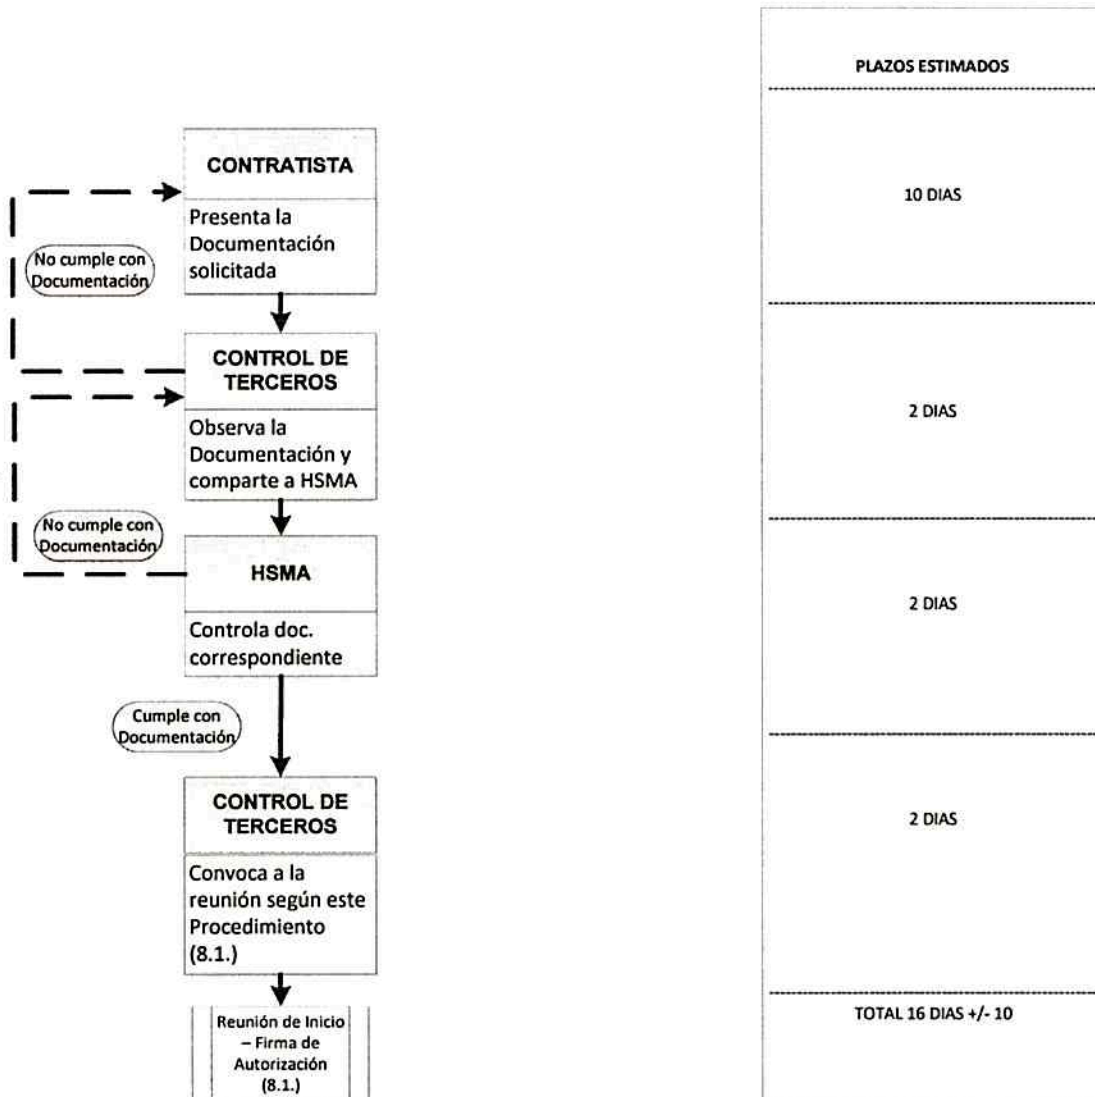 PLAZOS ESTIMADOS
CONTRATISTA
10 DIAS
Presenta la
Documentación
solicitada
No cumple con
Documentación
CONTROL DE
TERCEROS
2 DIAS
Observa la
Documentación y
comparte a HSMA
No cumple con
Documentación
HSMA
2 DIAS
Controla doc.
correspondiente
Cumple con
Documentación
CONTROL DE
TERCEROS
2 DIAS
Convoca a la
reunión según este
Procedimiento
(8.1.)
TOTAL 16 DIAS +/- 10
Reunión de Inicio
– Firma de
Autorización
(8.1.)